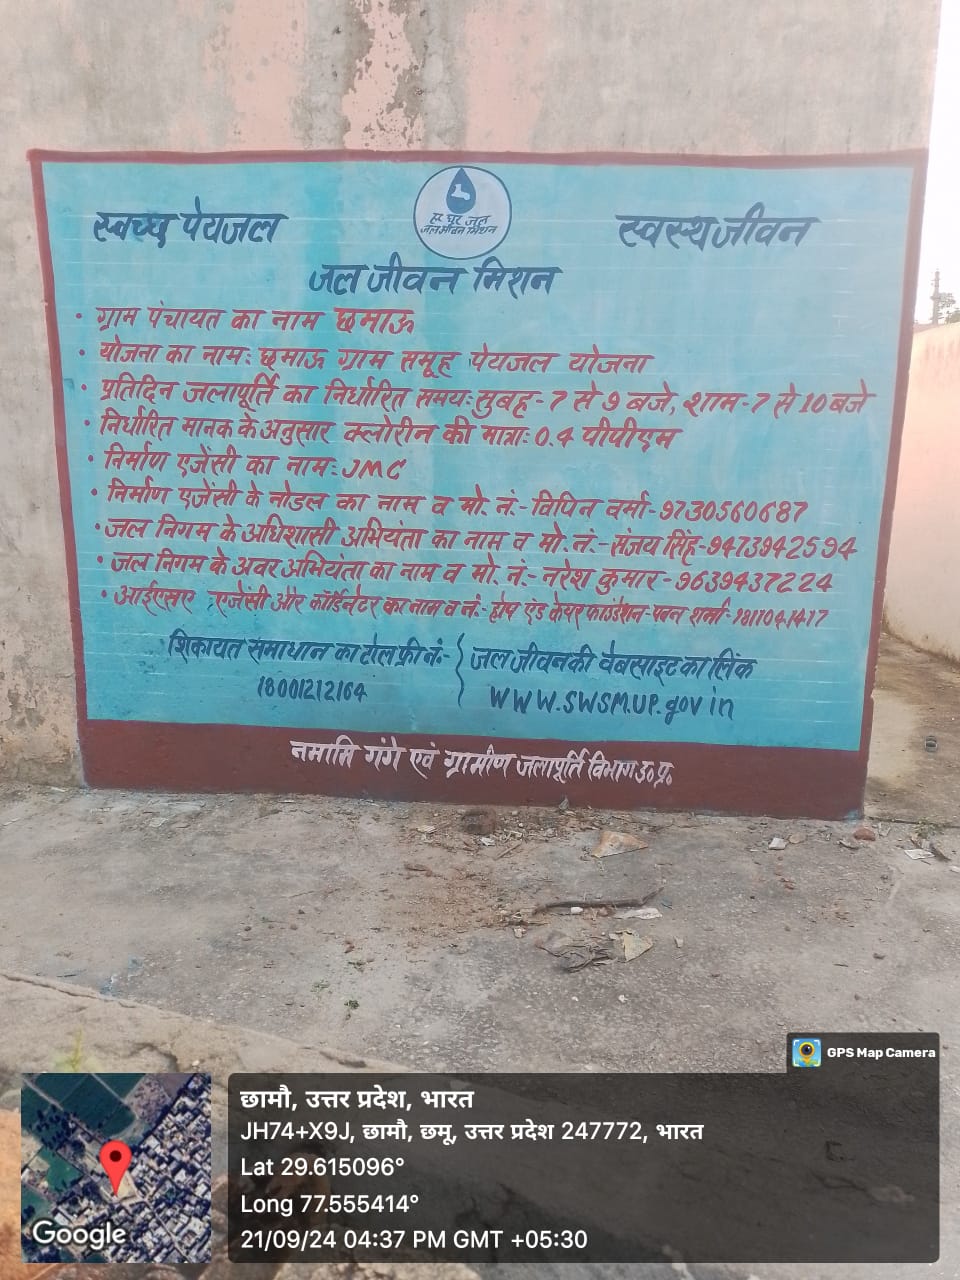 स्वच्छ पेयजल
हर घर जल
जल जीवन मिशन
स्वस्थ जीवन
जल जीवन मिशन
• ग्राम पंचायत का नाम छमाऊ
• योजना का नाम: छमाऊ ग्राम समूह पेयजल योजना
• प्रतिदिन जलापूर्ति का निर्धारित समय: सुबह- 7 से 9 बजे, शाम- 7 से 10 बजे
• निर्धारित मानक के अनुसार क्लोरीन की मात्रा: 0.4 पीपीएम
• निर्माण एजेंसी का नाम: JMC
• निर्माण एजेंसी के नोडल का नाम व मो. नं.- विपिन वर्मा- 9730560687
• जल निगम के अधिशासी अभियंता का नाम व मो. नं.- संजय सिंह- 9473942594
• जल निगम के अवर अभियंता का नाम व मो. नं.- नरेश कुमार- 9639437224
• आईएसए एजेंसी और कॉर्डिनेटर का नाम व नं.- होप एंड केयर फाउंडेशन- पवन शर्मा-
शिकायत समाधान का टोल फ्री नं.-
18001212164
जल जीवन की वेबसाइट का लिंक
WWW.SWSM.UP.gov in
नमामि गंगे एवं ग्रामीण जलापूर्ति विभाग उ०प्र०
GPS Map Camera
छामौ, उत्तर प्रदेश, भारत
JH74+X9J, छामौ, छमू, उत्तर प्रदेश 247772, भारत
Lat 29.615096°
Long 77.555414°
21/09/24 04:37 PM GMT +05:30
Google